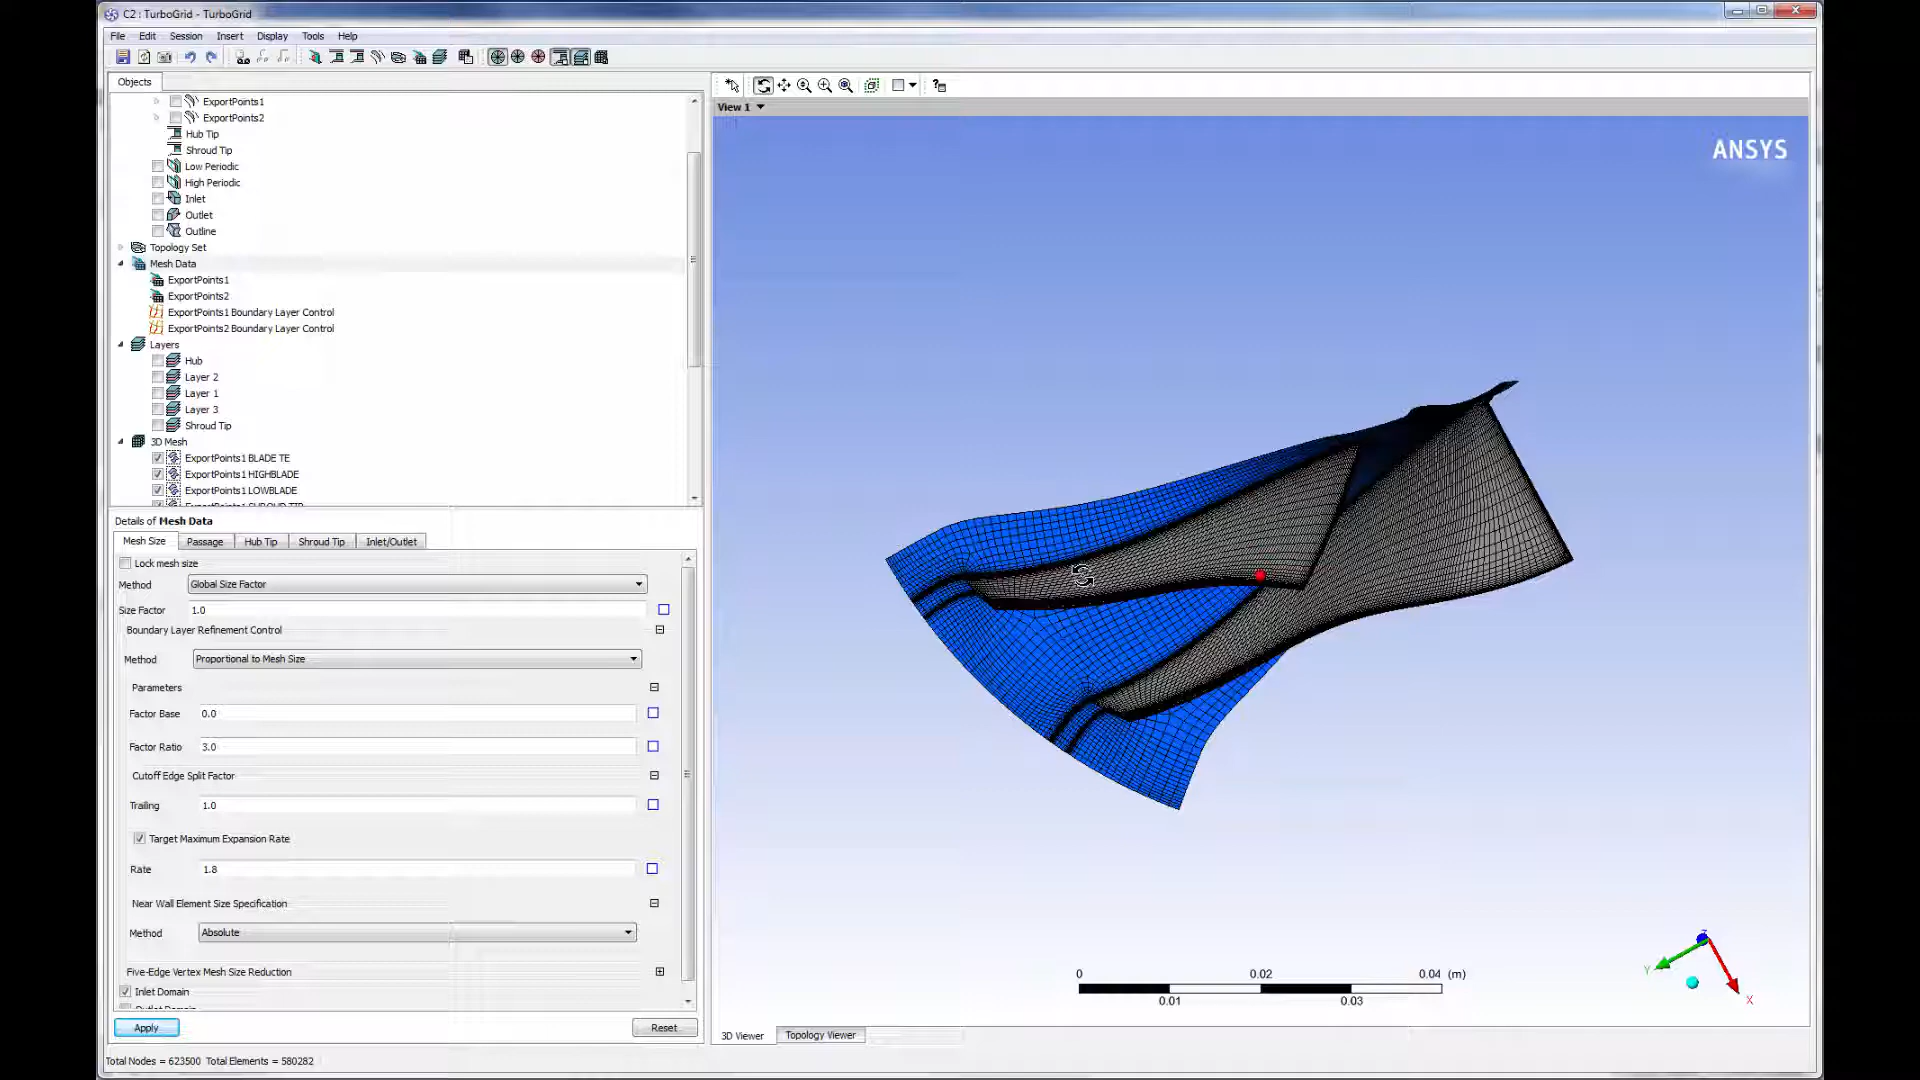 C2 : TurboGrid - TurboGrid
File Edit Session Insert Display Tools Help
Objects
ExportPoints1
ExportPoints2
Hub Tip
Shroud Tip
Low Periodic
High Periodic
Inlet
Outlet
Outline
Topology Set
Mesh Data
ExportPoints1
ExportPoints2
ExportPoints1 Boundary Layer Control
ExportPoints2 Boundary Layer Control
Layers
Hub
Layer 2
Layer 1
Layer 3
Shroud Tip
3D Mesh
ExportPoints1 BLADE TE
ExportPoints1 HIGHBLADE
ExportPoints1 LOWBLADE
ExportPoints1 SHROUD TIP
Details of Mesh Data
Mesh Size Passage Hub Tip Shroud Tip Inlet/Outlet
Lock mesh size
Method Global Size Factor
Size Factor 1.0
Boundary Layer Refinement Control
Method Proportional to Mesh Size
Parameters
Factor Base 0.0
Factor Ratio 3.0
Cutoff Edge Split Factor
Trailing 1.0
Target Maximum Expansion Rate
Rate 1.8
Near Wall Element Size Specification
Method Absolute
Five-Edge Vertex Mesh Size Reduction
Inlet Domain
Outlet Domain
Apply Reset
Total Nodes = 623500 Total Elements = 580282
View 1
ANSYS
0 0.02 0.04 (m)
0.01 0.03
Z
Y
X
3D Viewer Topology Viewer